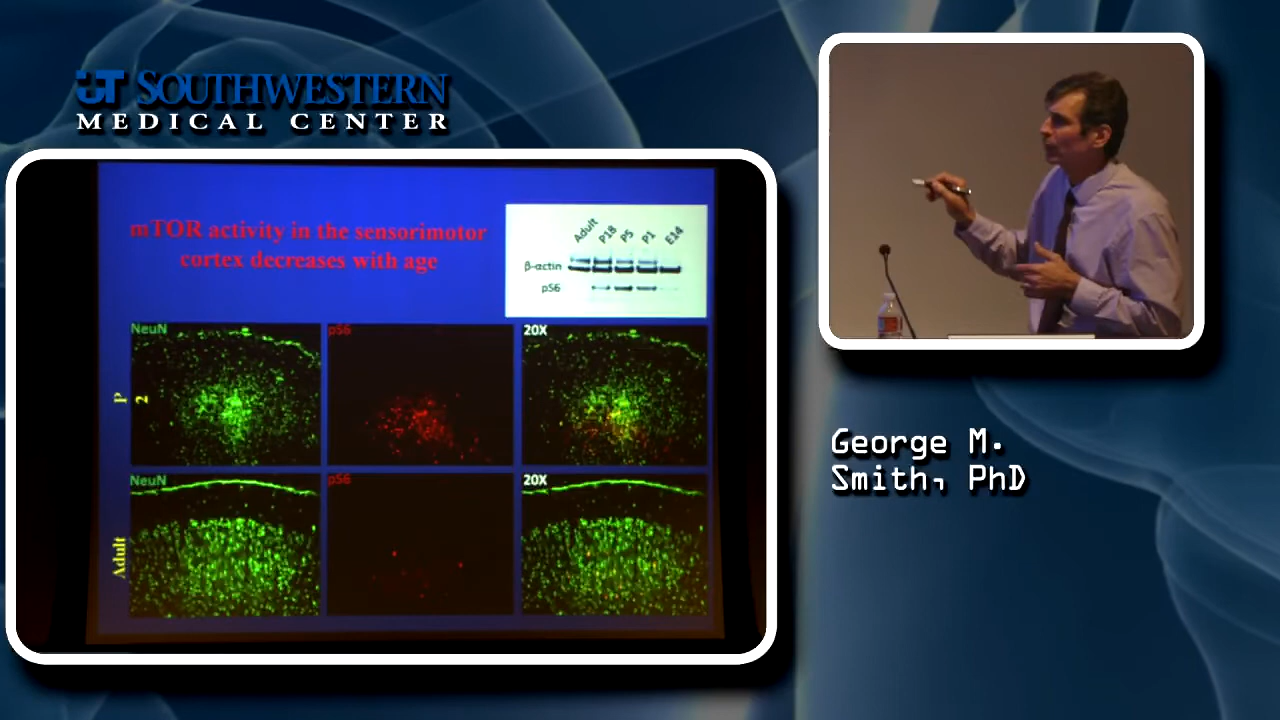 UT SOUTHWESTERN
MEDICAL CENTER
mTOR activity in the sensorimotor
cortex decreases with age
Adult P18 P5 P1 E14
β-actin
pS6
NeuN pS6 20X
P 2
NeuN pS6 20X
Adult
George M.
Smith, PhD